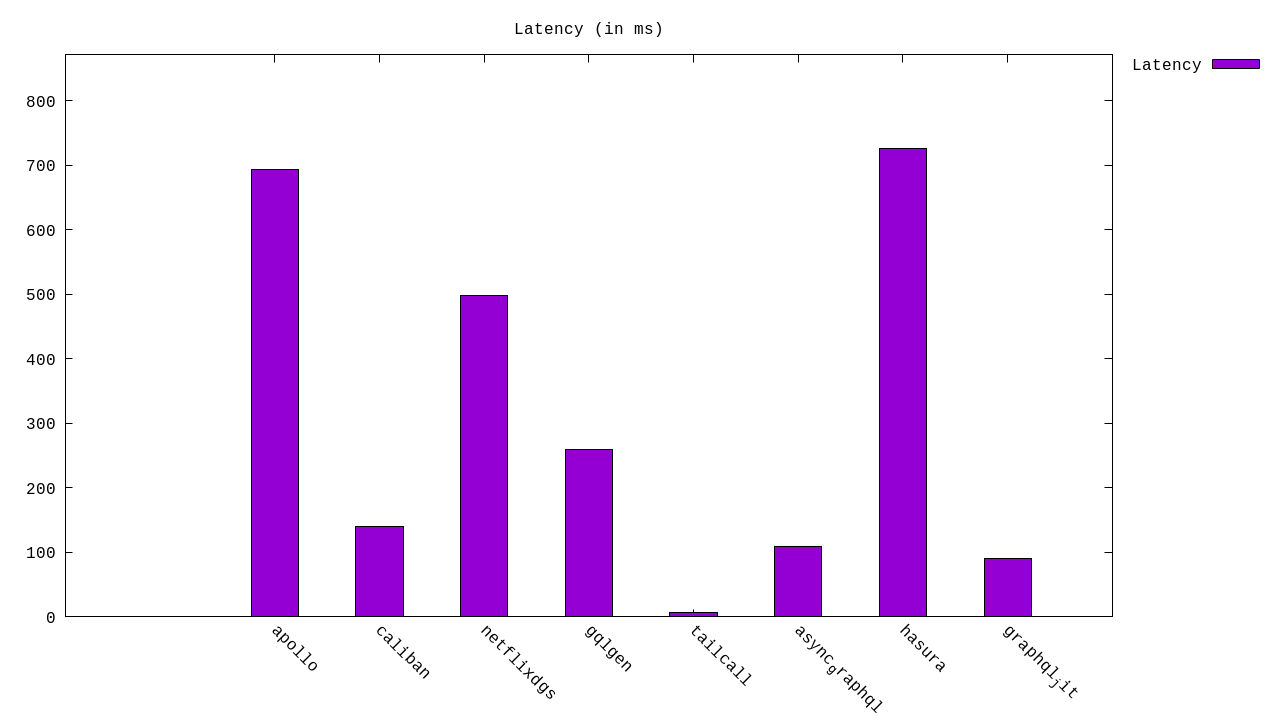 Latency (in ms)
Latency
800
700
600
500
400
300
200
100
0
apollo
caliban
netflixdgs
gqlgen
tailcall
async_graphql
hasura
graphql_jit